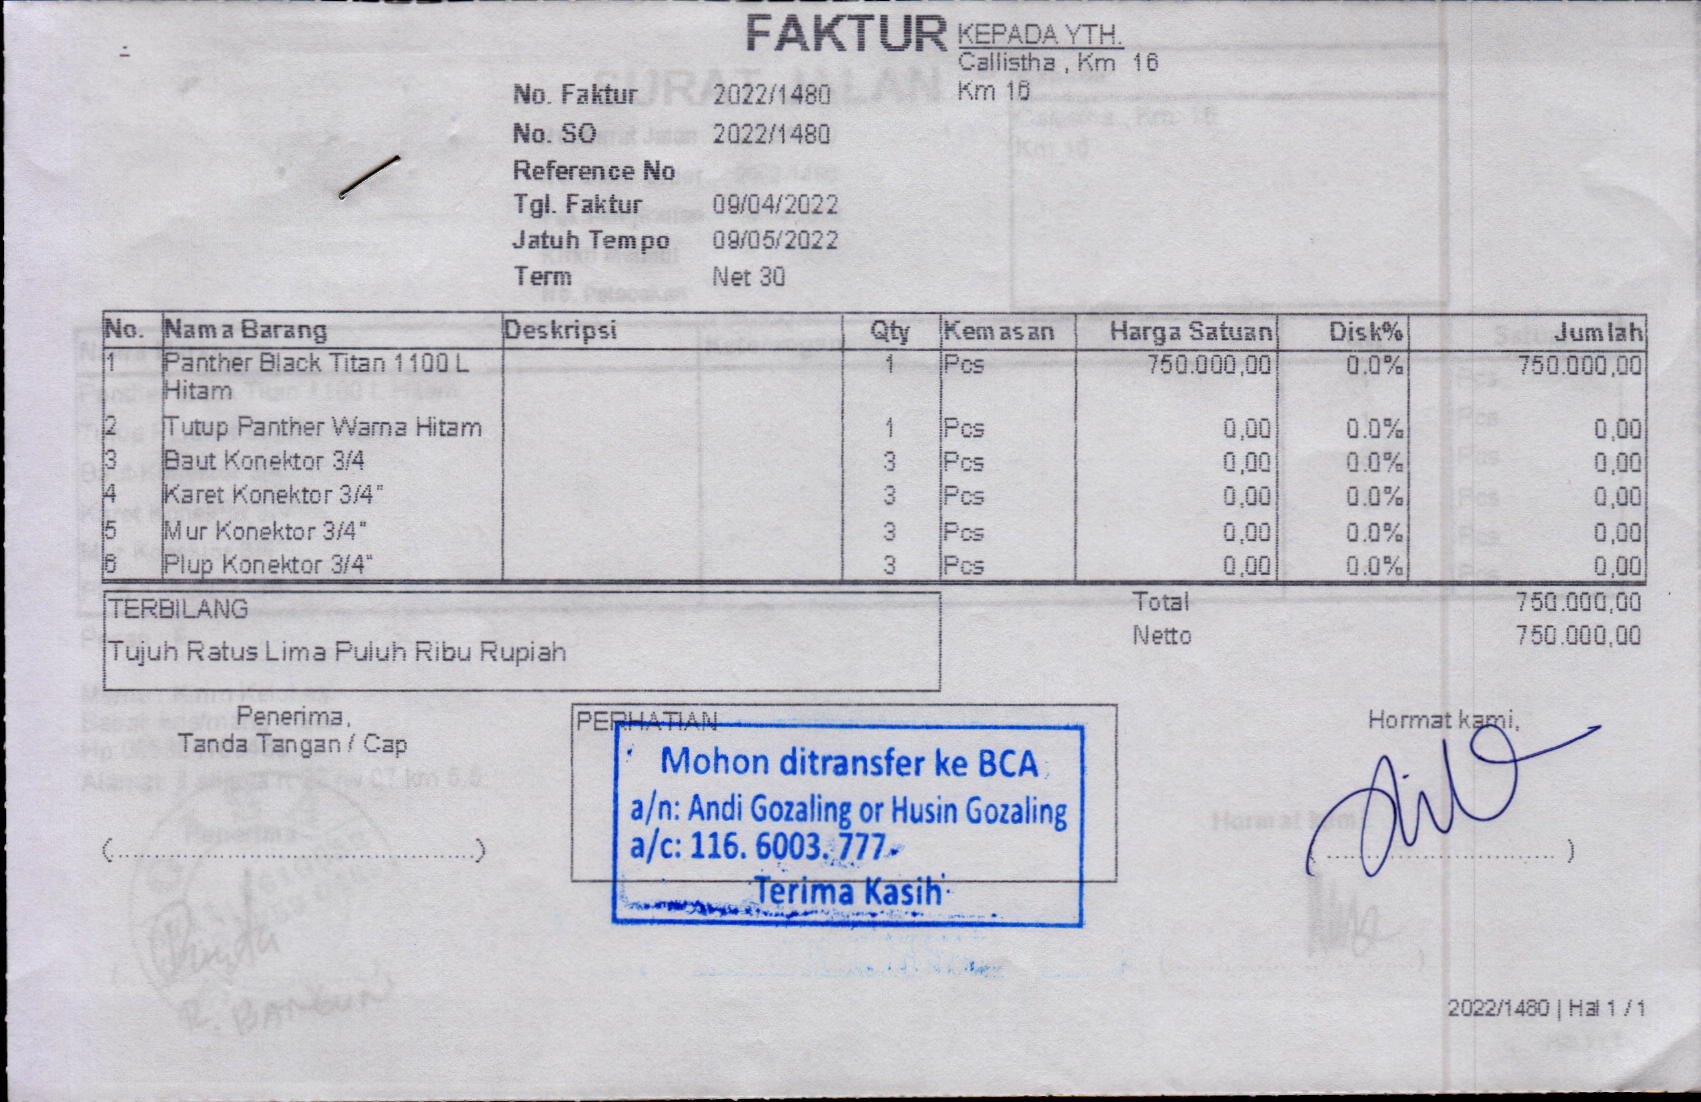 FAKTUR
KEPADA YTH.
Callistha , Km 16
Km 16
No. Faktur 2022/1480
No. SO 2022/1480
Reference No
Tgl. Faktur 09/04/2022
Jatuh Tempo 09/05/2022
Term Net 30
No. Nama Barang Deskripsi Qty Kemasan Harga Satuan Disk% Jumlah
1 Panther Black Titan 1100 L 1 Pcs 750.000,00 0.0% 750.000,00
Hitam
2 Tutup Panther Warna Hitam 1 Pcs 0,00 0.0% 0,00
3 Baut Konektor 3/4 3 Pcs 0,00 0.0% 0,00
4 Karet Konektor 3/4" 3 Pcs 0,00 0.0% 0,00
5 Mur Konektor 3/4" 3 Pcs 0,00 0.0% 0,00
6 Plup Konektor 3/4" 3 Pcs 0,00 0.0% 0,00
TERBILANG
Tujuh Ratus Lima Puluh Ribu Rupiah
Total 750.000,00
Netto 750.000,00
Penerima,
Tanda Tangan / Cap
(................................................)
PERHATIAN
Mohon ditransfer ke BCA
a/n: Andi Gozaling or Husin Gozaling
a/c: 116. 6003. 777
Terima Kasih
Hormat kami,
(................................)
2022/1480 | Hal 1 / 1